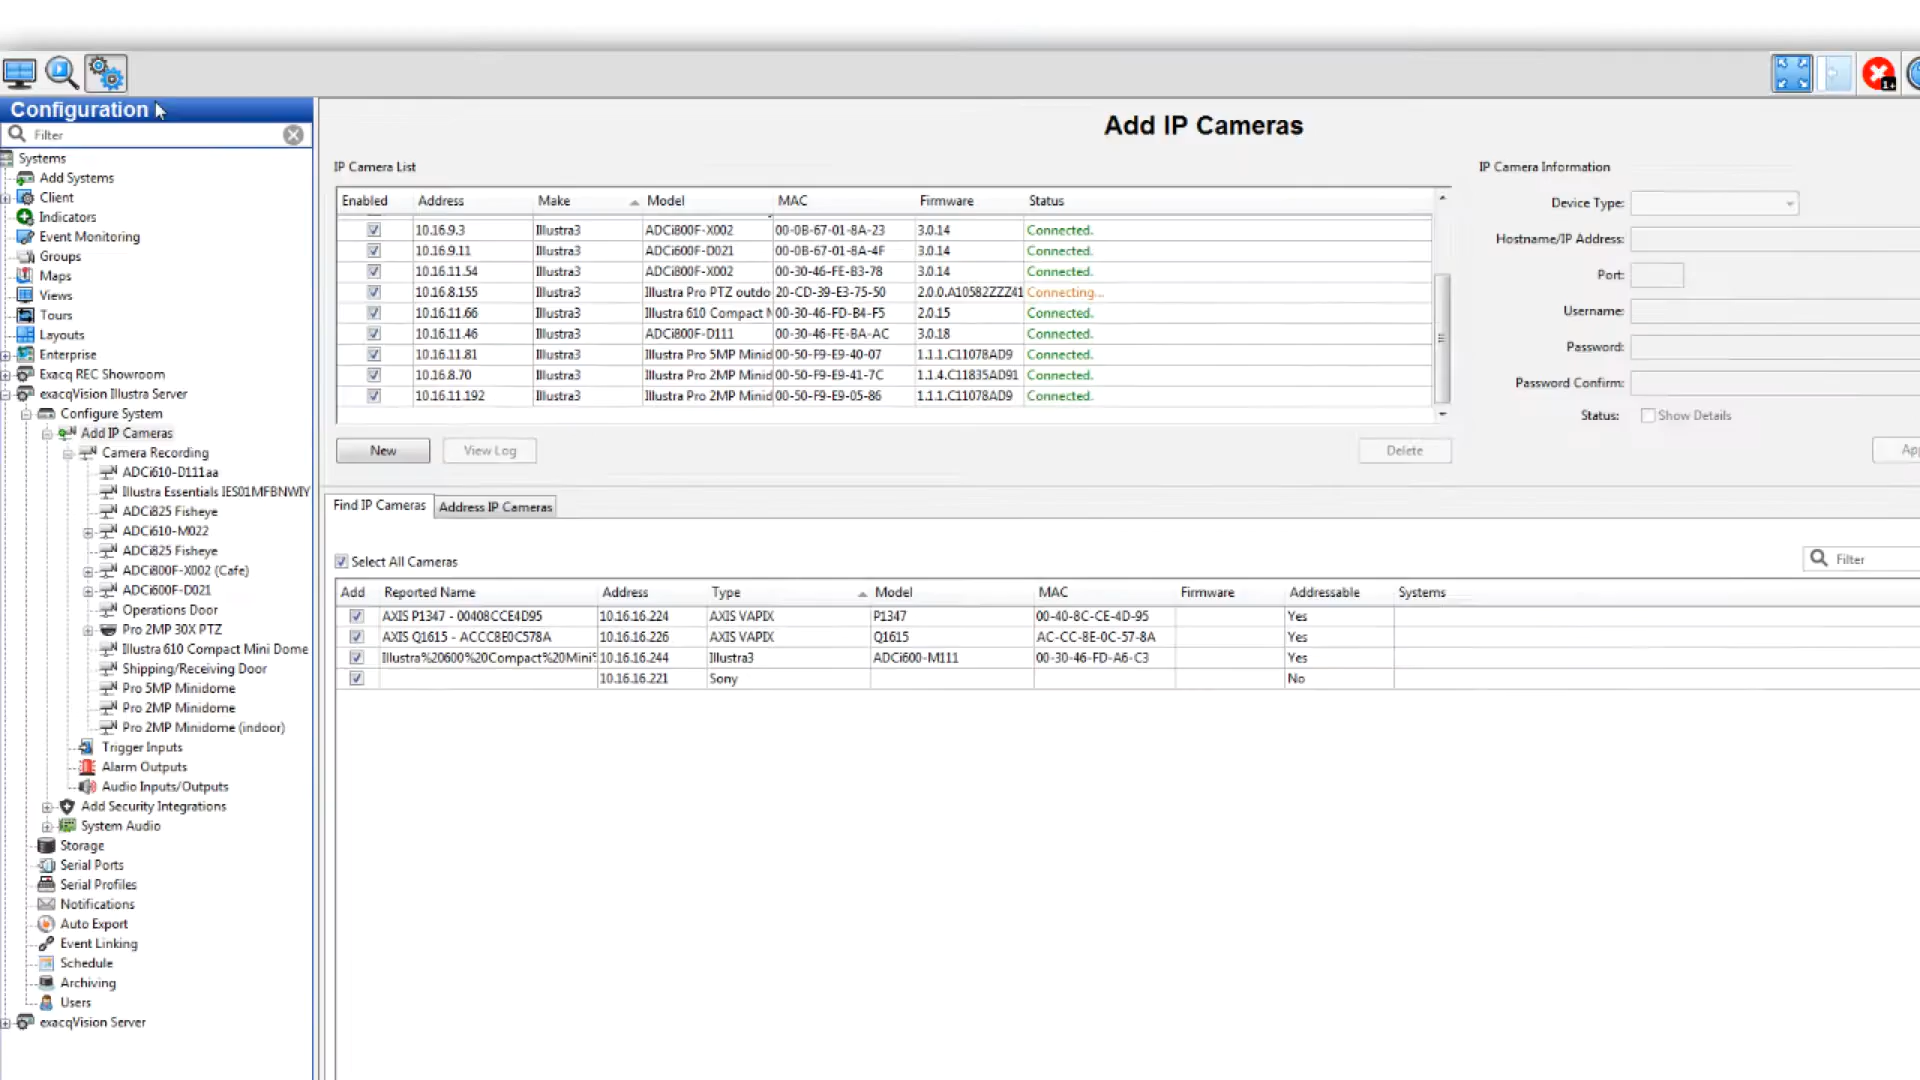 Configuration
Filter
Systems
Add Systems
Client
Indicators
Event Monitoring
Groups
Maps
Views
Tours
Layouts
Enterprise
Exacq REC Showroom
exacqVision Illustra Server
Configure System
Add IP Cameras
Camera Recording
ADCi610-D111aa
Illustra Essentials IES01MFBNWIY
ADCi825 Fisheye
ADCi610-M022
ADCi825 Fisheye
ADCi800F-X002 (Cafe)
ADCi600F-D021
Operations Door
Pro 2MP 30X PTZ
Illustra 610 Compact Mini Dome
Shipping/Receiving Door
Pro 5MP Minidome
Pro 2MP Minidome
Pro 2MP Minidome (indoor)
Trigger Inputs
Alarm Outputs
Audio Inputs/Outputs
Add Security Integrations
System Audio
Storage
Serial Ports
Serial Profiles
Notifications
Auto Export
Event Linking
Schedule
Archiving
Users
exacqVision Server
Add IP Cameras
IP Camera List
Enabled Address Make Model MAC Firmware Status
10.16.9.3 Illustra3 ADCi800F-X002 00-0B-67-01-8A-23 3.0.14 Connected.
10.16.9.11 Illustra3 ADCi600F-D021 00-0B-67-01-8A-4F 3.0.14 Connected.
10.16.11.54 Illustra3 ADCi800F-X002 00-30-46-FE-B3-78 3.0.14 Connected.
10.16.8.155 Illustra3 Illustra Pro PTZ outdo 20-CD-39-E3-75-50 2.0.0.A10582ZZZ41 Connecting...
10.16.11.66 Illustra3 Illustra 610 Compact M 00-30-46-FD-B4-F5 2.0.15 Connected.
10.16.11.46 Illustra3 ADCi800F-D111 00-30-46-FE-BA-AC 3.0.18 Connected.
10.16.11.81 Illustra3 Illustra Pro 5MP Minid 00-50-F9-E9-40-07 1.1.1.C11078AD9 Connected.
10.16.8.70 Illustra3 Illustra Pro 2MP Minid 00-50-F9-E9-41-7C 1.1.4.C11835AD91 Connected.
10.16.11.192 Illustra3 Illustra Pro 2MP Minid 00-50-F9-E9-05-86 1.1.1.C11078AD9 Connected.
New View Log Delete
IP Camera Information
Device Type:
Hostname/IP Address:
Port:
Username:
Password:
Password Confirm:
Status: Show Details
App
Find IP Cameras Address IP Cameras
Select All Cameras Filter
Add Reported Name Address Type Model MAC Firmware Addressable Systems
AXIS P1347 - 00408CCE4D95 10.16.16.224 AXIS VAPIX P1347 00-40-8C-CE-4D-95 Yes
AXIS Q1615 - ACCC8E0C578A 10.16.16.226 AXIS VAPIX Q1615 AC-CC-8E-0C-57-8A Yes
Illustra%20600%20Compact%20Mini% 10.16.16.244 Illustra3 ADCi600-M111 00-30-46-FD-A6-C3 Yes
10.16.16.221 Sony No